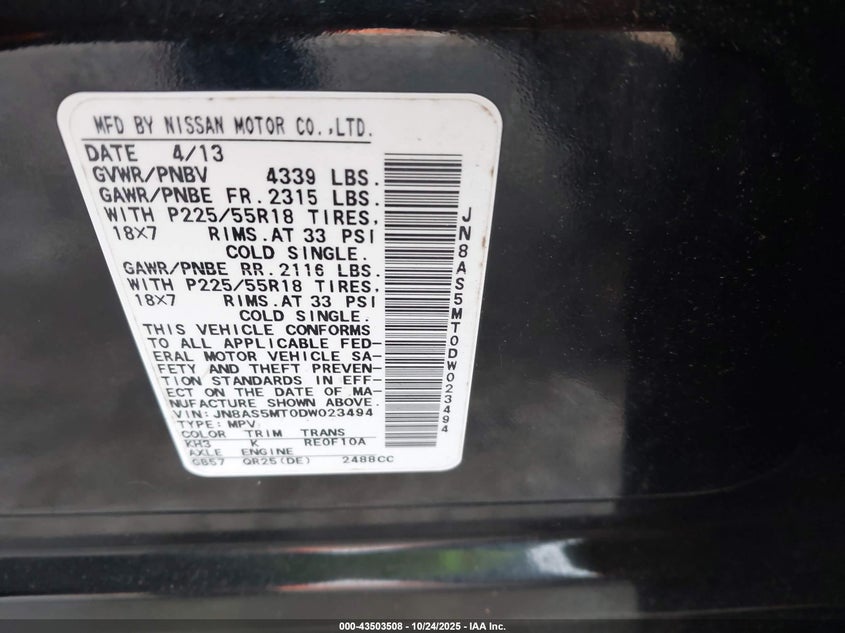 MFD BY NISSAN MOTOR CO.,LTD.
DATE 4/13
GVWR/PNBV 4339 LBS.
GAWR/PNBE FR.2315 LBS.
WITH P225/55R18 TIRES,
18X7 RIMS.AT 33 PSI
COLD SINGLE.
GAWR/PNBE RR.2116 LBS.
WITH P225/55R18 TIRES,
18X7 RIMS.AT 33 PSI
COLD SINGLE.
THIS VEHICLE CONFORMS
TO ALL APPLICABLE FED-
ERAL MOTOR VEHICLE SA-
FETY AND THEFT PREVEN-
TION STANDARDS IN EFF-
ECT ON THE DATE OF MA-
NUFACTURE SHOWN ABOVE.
VIN:JN8AS5MT0DW023494
TYPE:MPV
COLOR TRIM TRANS
KH3 K RE0F10A
AXLE ENGINE
GB57 QR25(DE) 2488CC
JN8AS5MT0DW023494
000-43503508 - 10/24/2025 - IAA Inc.